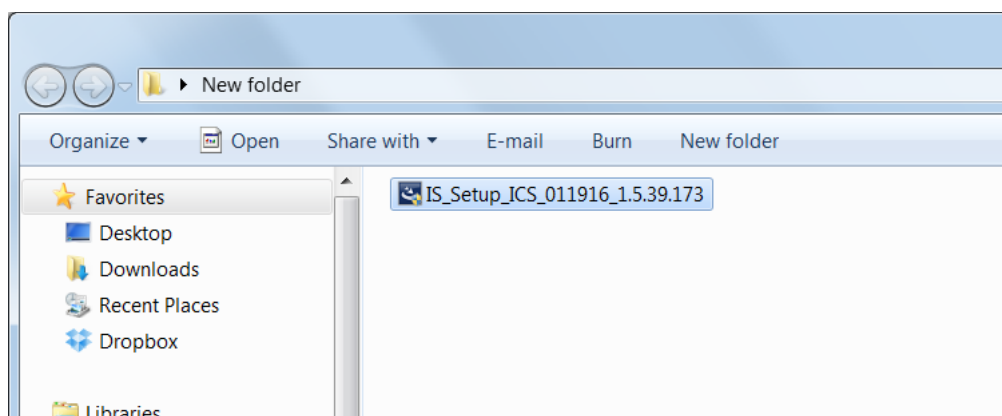 New folder
Organize Open Share with E-mail Burn New folder
Favorites
Desktop
Downloads
Recent Places
Dropbox
Libraries
IS_Setup_ICS_011916_1.5.39.173